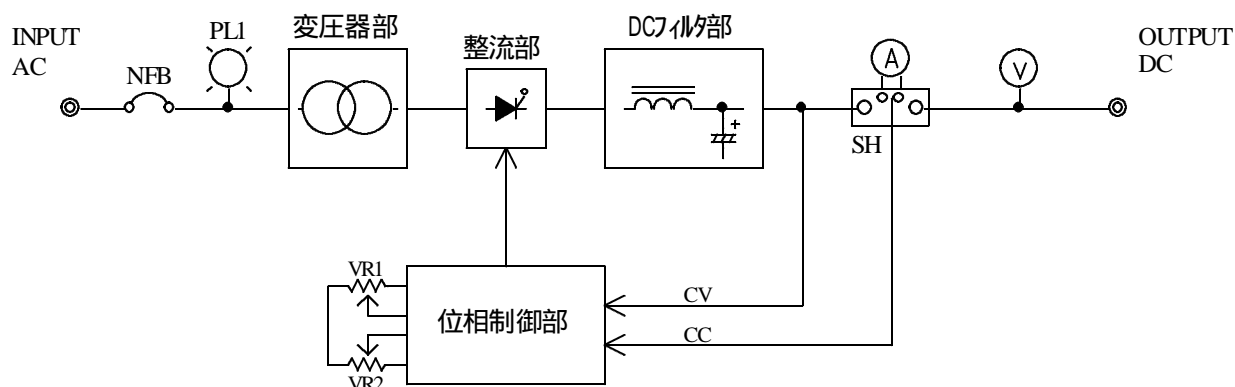 INPUT
AC
NFB
PL1
変圧器部
整流部
DCフィルタ部
A
V
OUTPUT
DC
+
SH
VR1
位相制御部
CV
CC
VR2